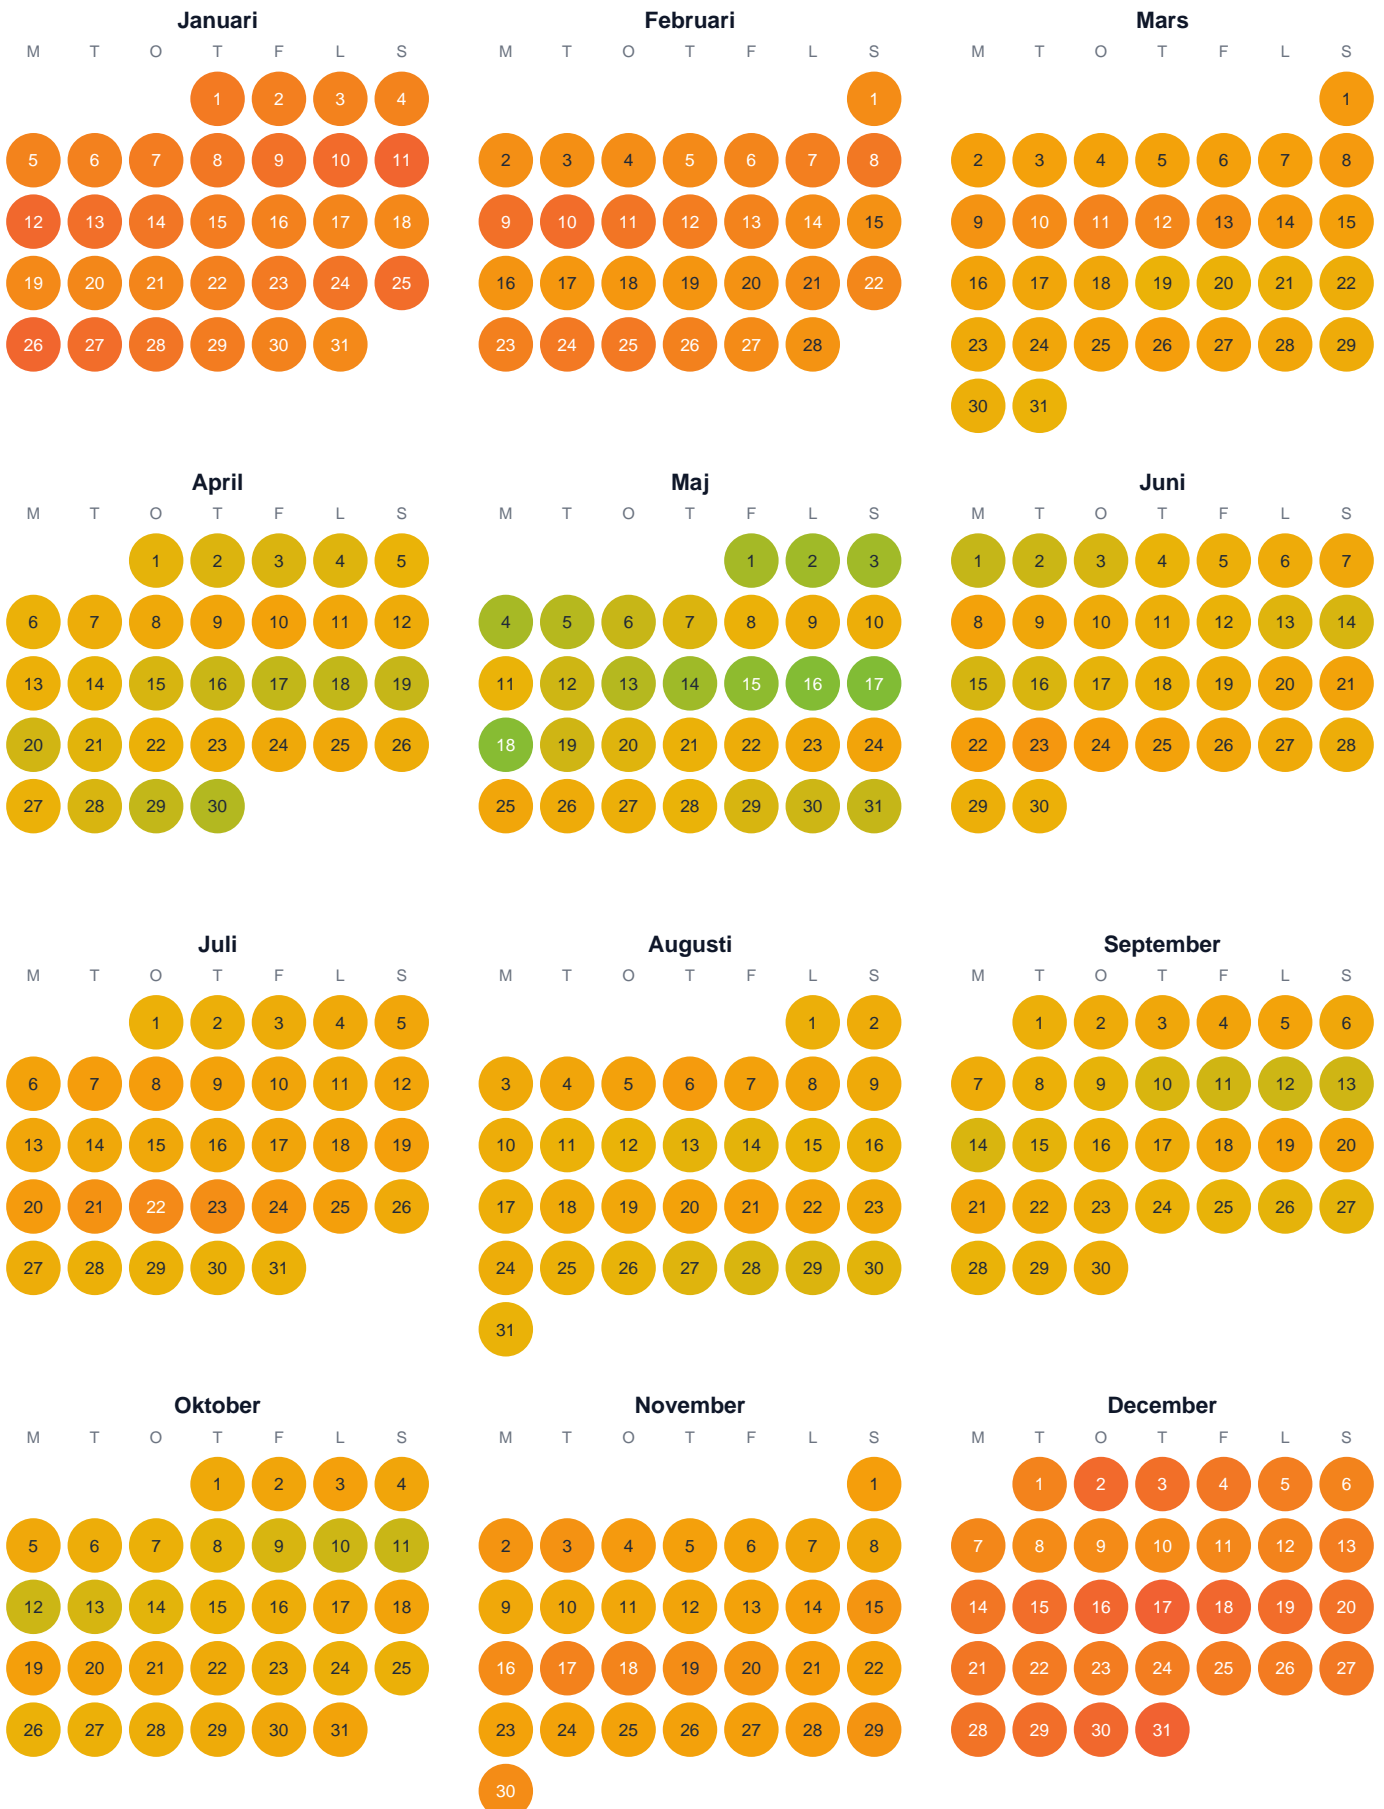 Januari Februari Mars
M T O T F L S M T O T F L S M T O T F L S
1 2 3 4 1 1
5 6 7 8 9 10 11 2 3 4 5 6 7 8 2 3 4 5 6 7 8
12 13 14 15 16 17 18 9 10 11 12 13 14 15 9 10 11 12 13 14 15
19 20 21 22 23 24 25 16 17 18 19 20 21 22 16 17 18 19 20 21 22
26 27 28 29 30 31 23 24 25 26 27 28 23 24 25 26 27 28 29
30 31
April Maj Juni
M T O T F L S M T O T F L S M T O T F L S
1 2 3 4 5 1 2 3 1 2 3 4 5 6 7
6 7 8 9 10 11 12 4 5 6 7 8 9 10 8 9 10 11 12 13 14
13 14 15 16 17 18 19 11 12 13 14 15 16 17 15 16 17 18 19 20 21
20 21 22 23 24 25 26 18 19 20 21 22 23 24 22 23 24 25 26 27 28
27 28 29 30 25 26 27 28 29 30 31 29 30
Juli Augusti September
M T O T F L S M T O T F L S M T O T F L S
1 2 3 4 5 1 2 1 2 3 4 5 6
6 7 8 9 10 11 12 3 4 5 6 7 8 9 7 8 9 10 11 12 13
13 14 15 16 17 18 19 10 11 12 13 14 15 16 14 15 16 17 18 19 20
20 21 22 23 24 25 26 17 18 19 20 21 22 23 21 22 23 24 25 26 27
27 28 29 30 31 24 25 26 27 28 29 30 28 29 30
31
Oktober November December
M T O T F L S M T O T F L S M T O T F L S
1 2 3 4 1 1 2 3 4 5 6
5 6 7 8 9 10 11 2 3 4 5 6 7 8 7 8 9 10 11 12 13
12 13 14 15 16 17 18 9 10 11 12 13 14 15 14 15 16 17 18 19 20
19 20 21 22 23 24 25 16 17 18 19 20 21 22 21 22 23 24 25 26 27
26 27 28 29 30 31 23 24 25 26 27 28 29 28 29 30 31
30